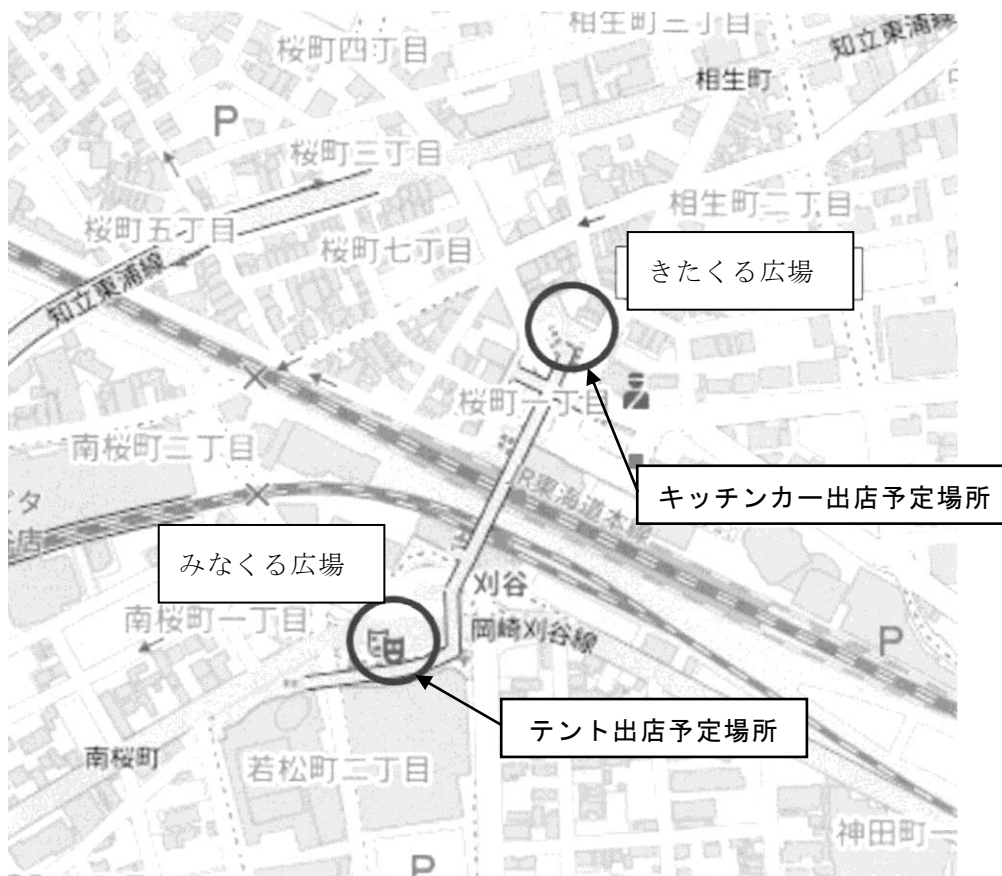 相生町三丁目
知立東浦線
桜町四丁目
相生町
P
桜町三丁目
相生町二丁目
桜町五丁目
桜町七丁目
きたくる広場
知立東浦線
桜町一丁目
南桜町二丁目
キッチンカー出店予定場所
R東海道本線
タ
店
みなくる広場
刈谷
南桜町一丁目
岡崎刈谷線
P
テント出店予定場所
南桜町
若松町二丁目
神田町一
P